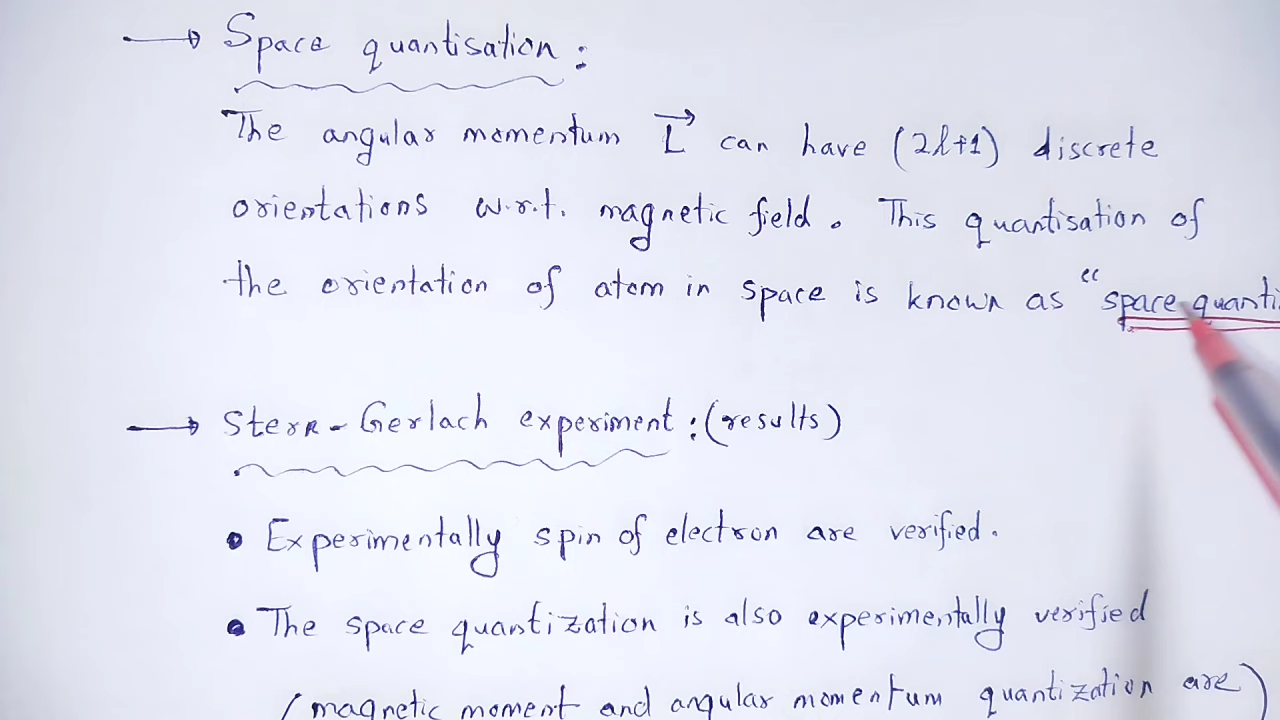 → Space quantisation :
The angular momentum L⃗ can have (2l+1) discrete
orientations w.r.t. magnetic field. This quantisation of
the orientation of atom in space is known as "space quanti
→ Stern-Gerlach experiment : (results)
• Experimentally spin of electron are verified.
• The space quantization is also experimentally verified
(magnetic moment and angular momentum quantization are)